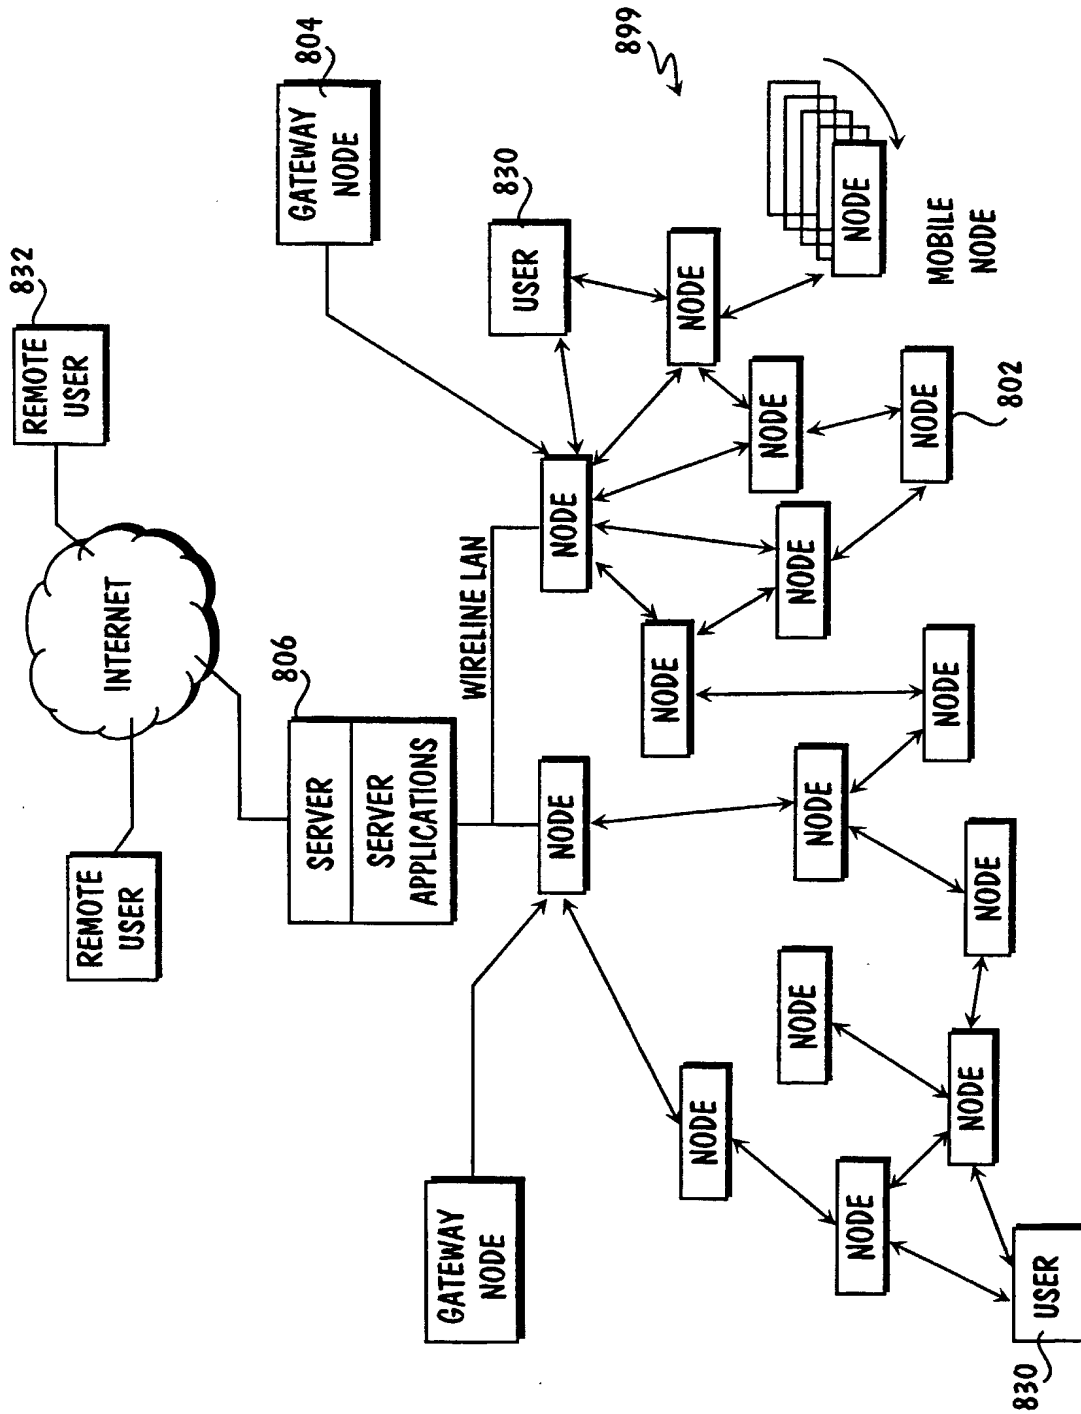 832
REMOTE
USER
REMOTE
USER
INTERNET
804
GATEWAY
NODE
806
SERVER
SERVER
APPLICATIONS
GATEWAY
NODE
WIRELINE LAN
830
USER
NODE
NODE
899
NODE
NODE
NODE
NODE
NODE
NODE
NODE
NODE
NODE
NODE
802
MOBILE
NODE
NODE
NODE
NODE
USER
830